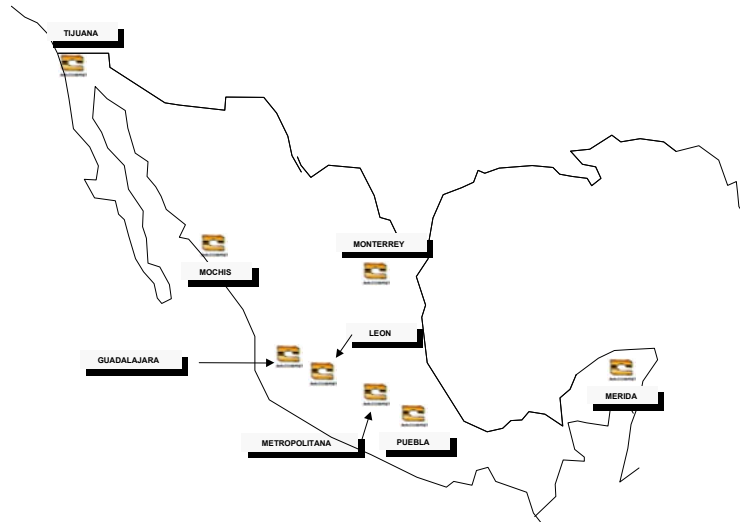 TIJUANA
MOCHIS
MONTERREY
LEON
GUADALAJARA
MERIDA
METROPOLITANA
PUEBLA